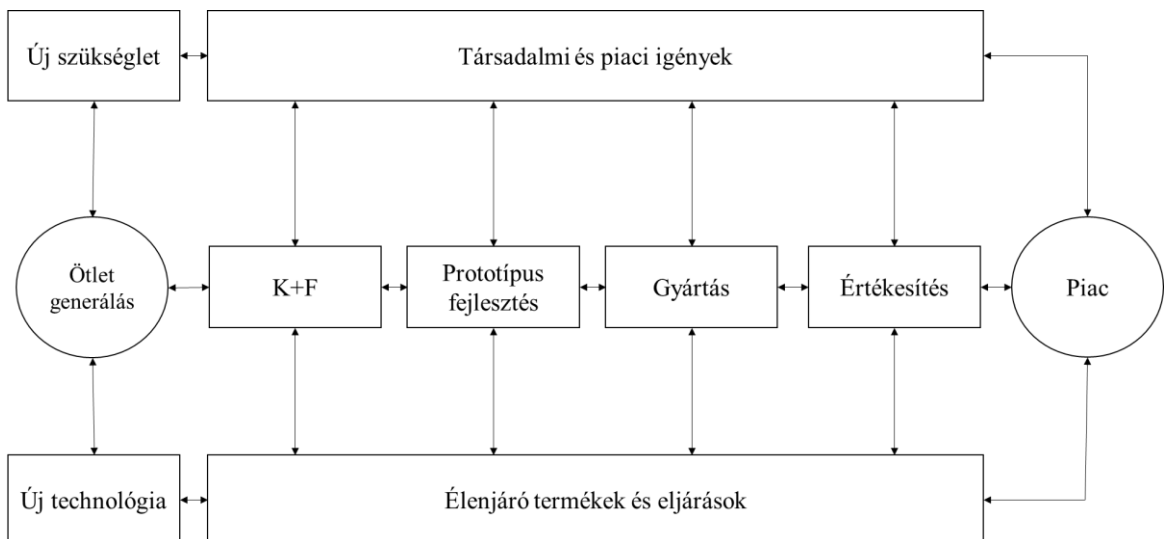 Új szükséglet
Társadalmi és piaci igények
Ötlet
generálás
K+F
Prototípus
fejlesztés
Gyártás
Értékesítés
Piac
Új technológia
Élenjáró termékek és eljárások